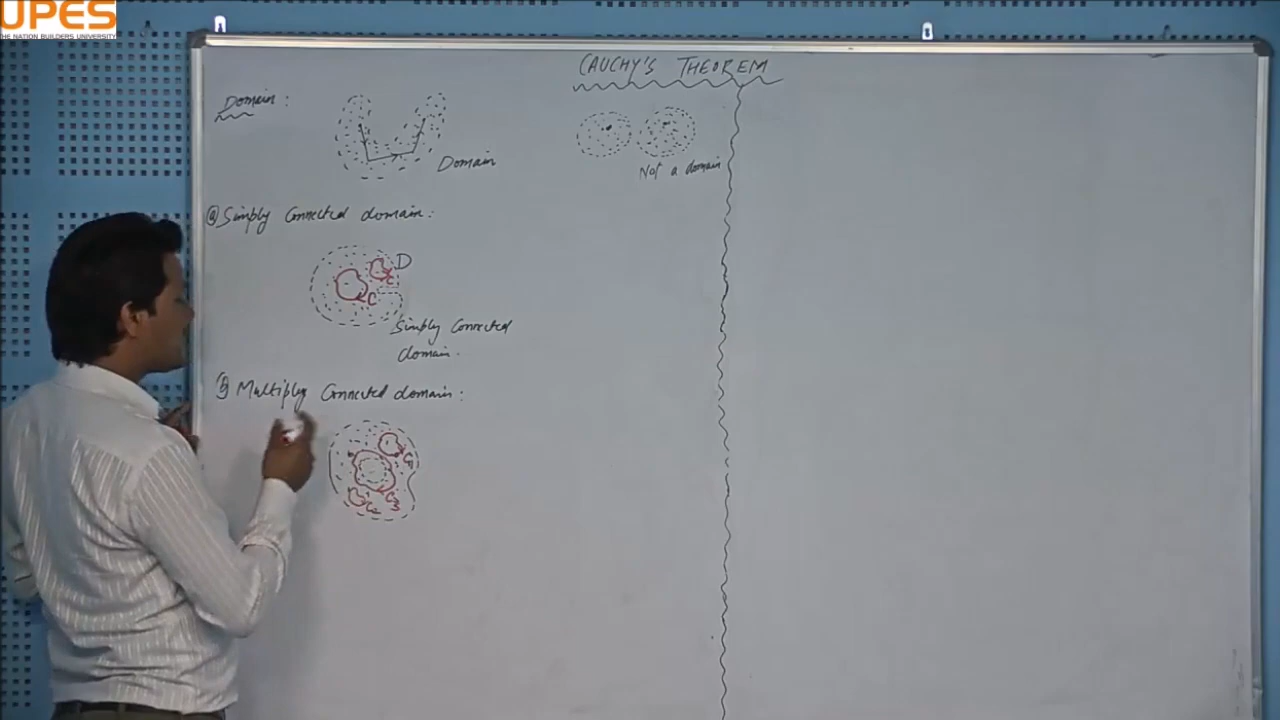 UPES
THE NATION BUILDERS UNIVERSITY
CAUCHY'S THEOREM
Domain :
Domain
Not a domain
(a) Simply Connected domain :
D
C
C
Simply Connected
domain.
(b) Multiply Connected domain :
C1
C2
C3